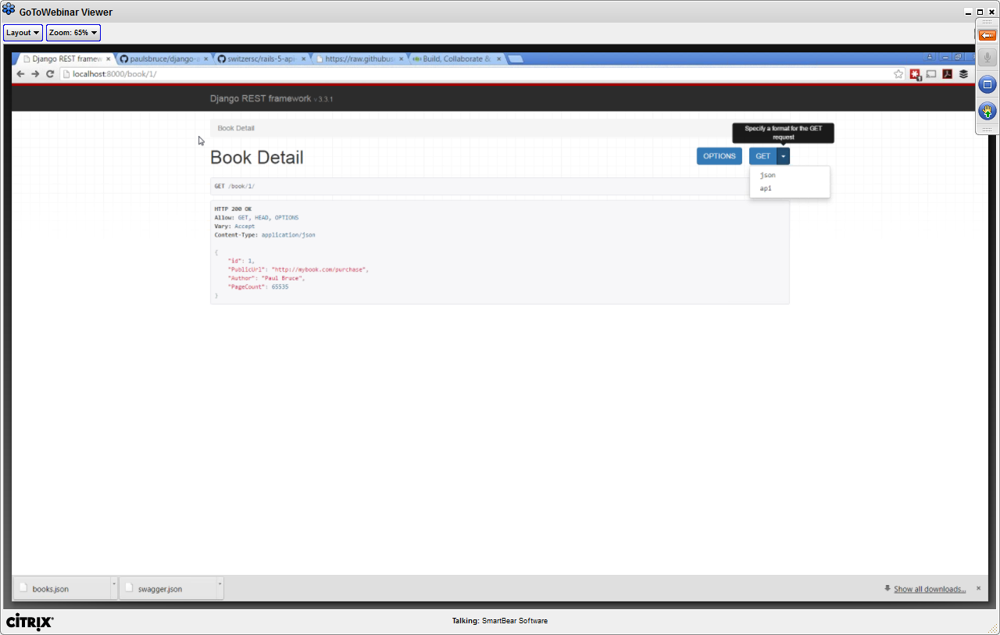 GoToWebinar Viewer
Layout
Zoom: 65%
Django REST framew
paulsbruce/django-
switzersc/rails-5-api
https://raw.githubus
Build, Collaborate &
localhost:8000/book/1/
Django REST framework v 3.3.1
Book Detail
Specify a format for the GET
request
Book Detail
OPTIONS
GET
json
api
GET /book/1/
HTTP 200 OK
Allow: GET, HEAD, OPTIONS
Vary: Accept
Content-Type: application/json
{
"id": 1,
"PublicUrl": "http://mybook.com/purchase",
"Author": "Paul Bruce",
"PageCount": 65535
}
books.json
swagger.json
Show all downloads...
CİTRIX
Talking: SmartBear Software